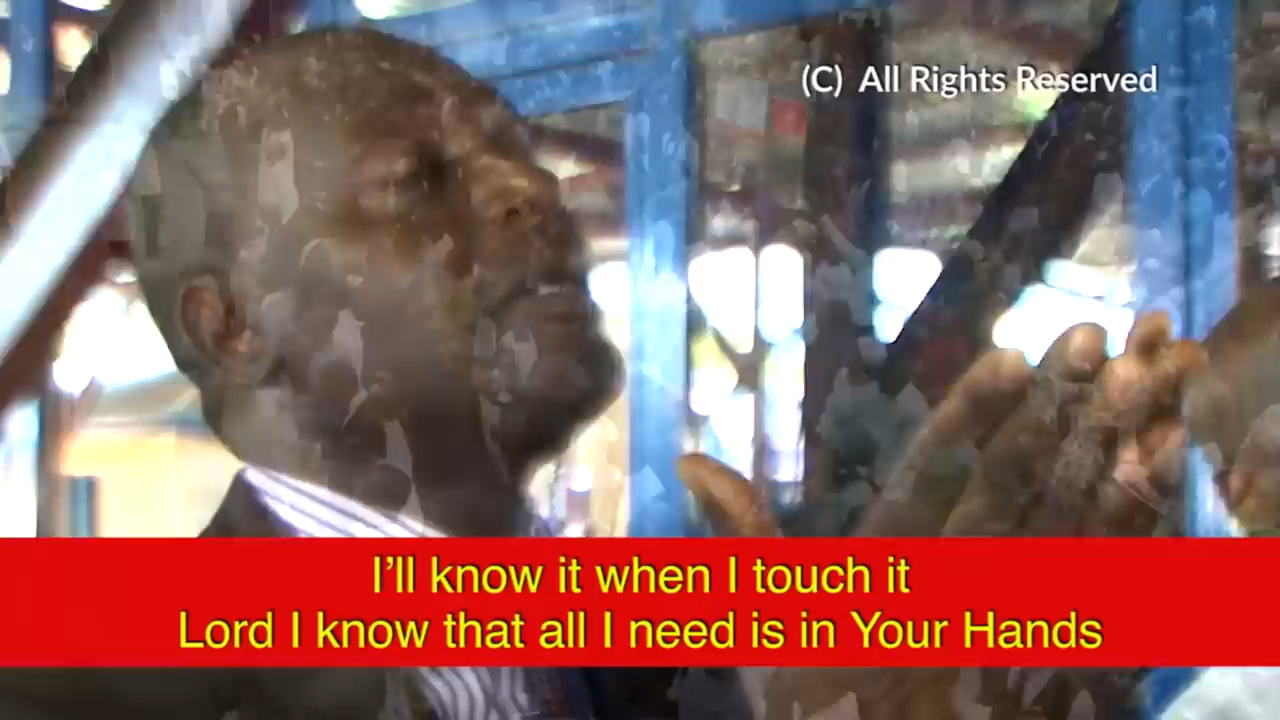 (C) All Rights Reserved
I’ll know it when I touch it
Lord I know that all I need is in Your Hands